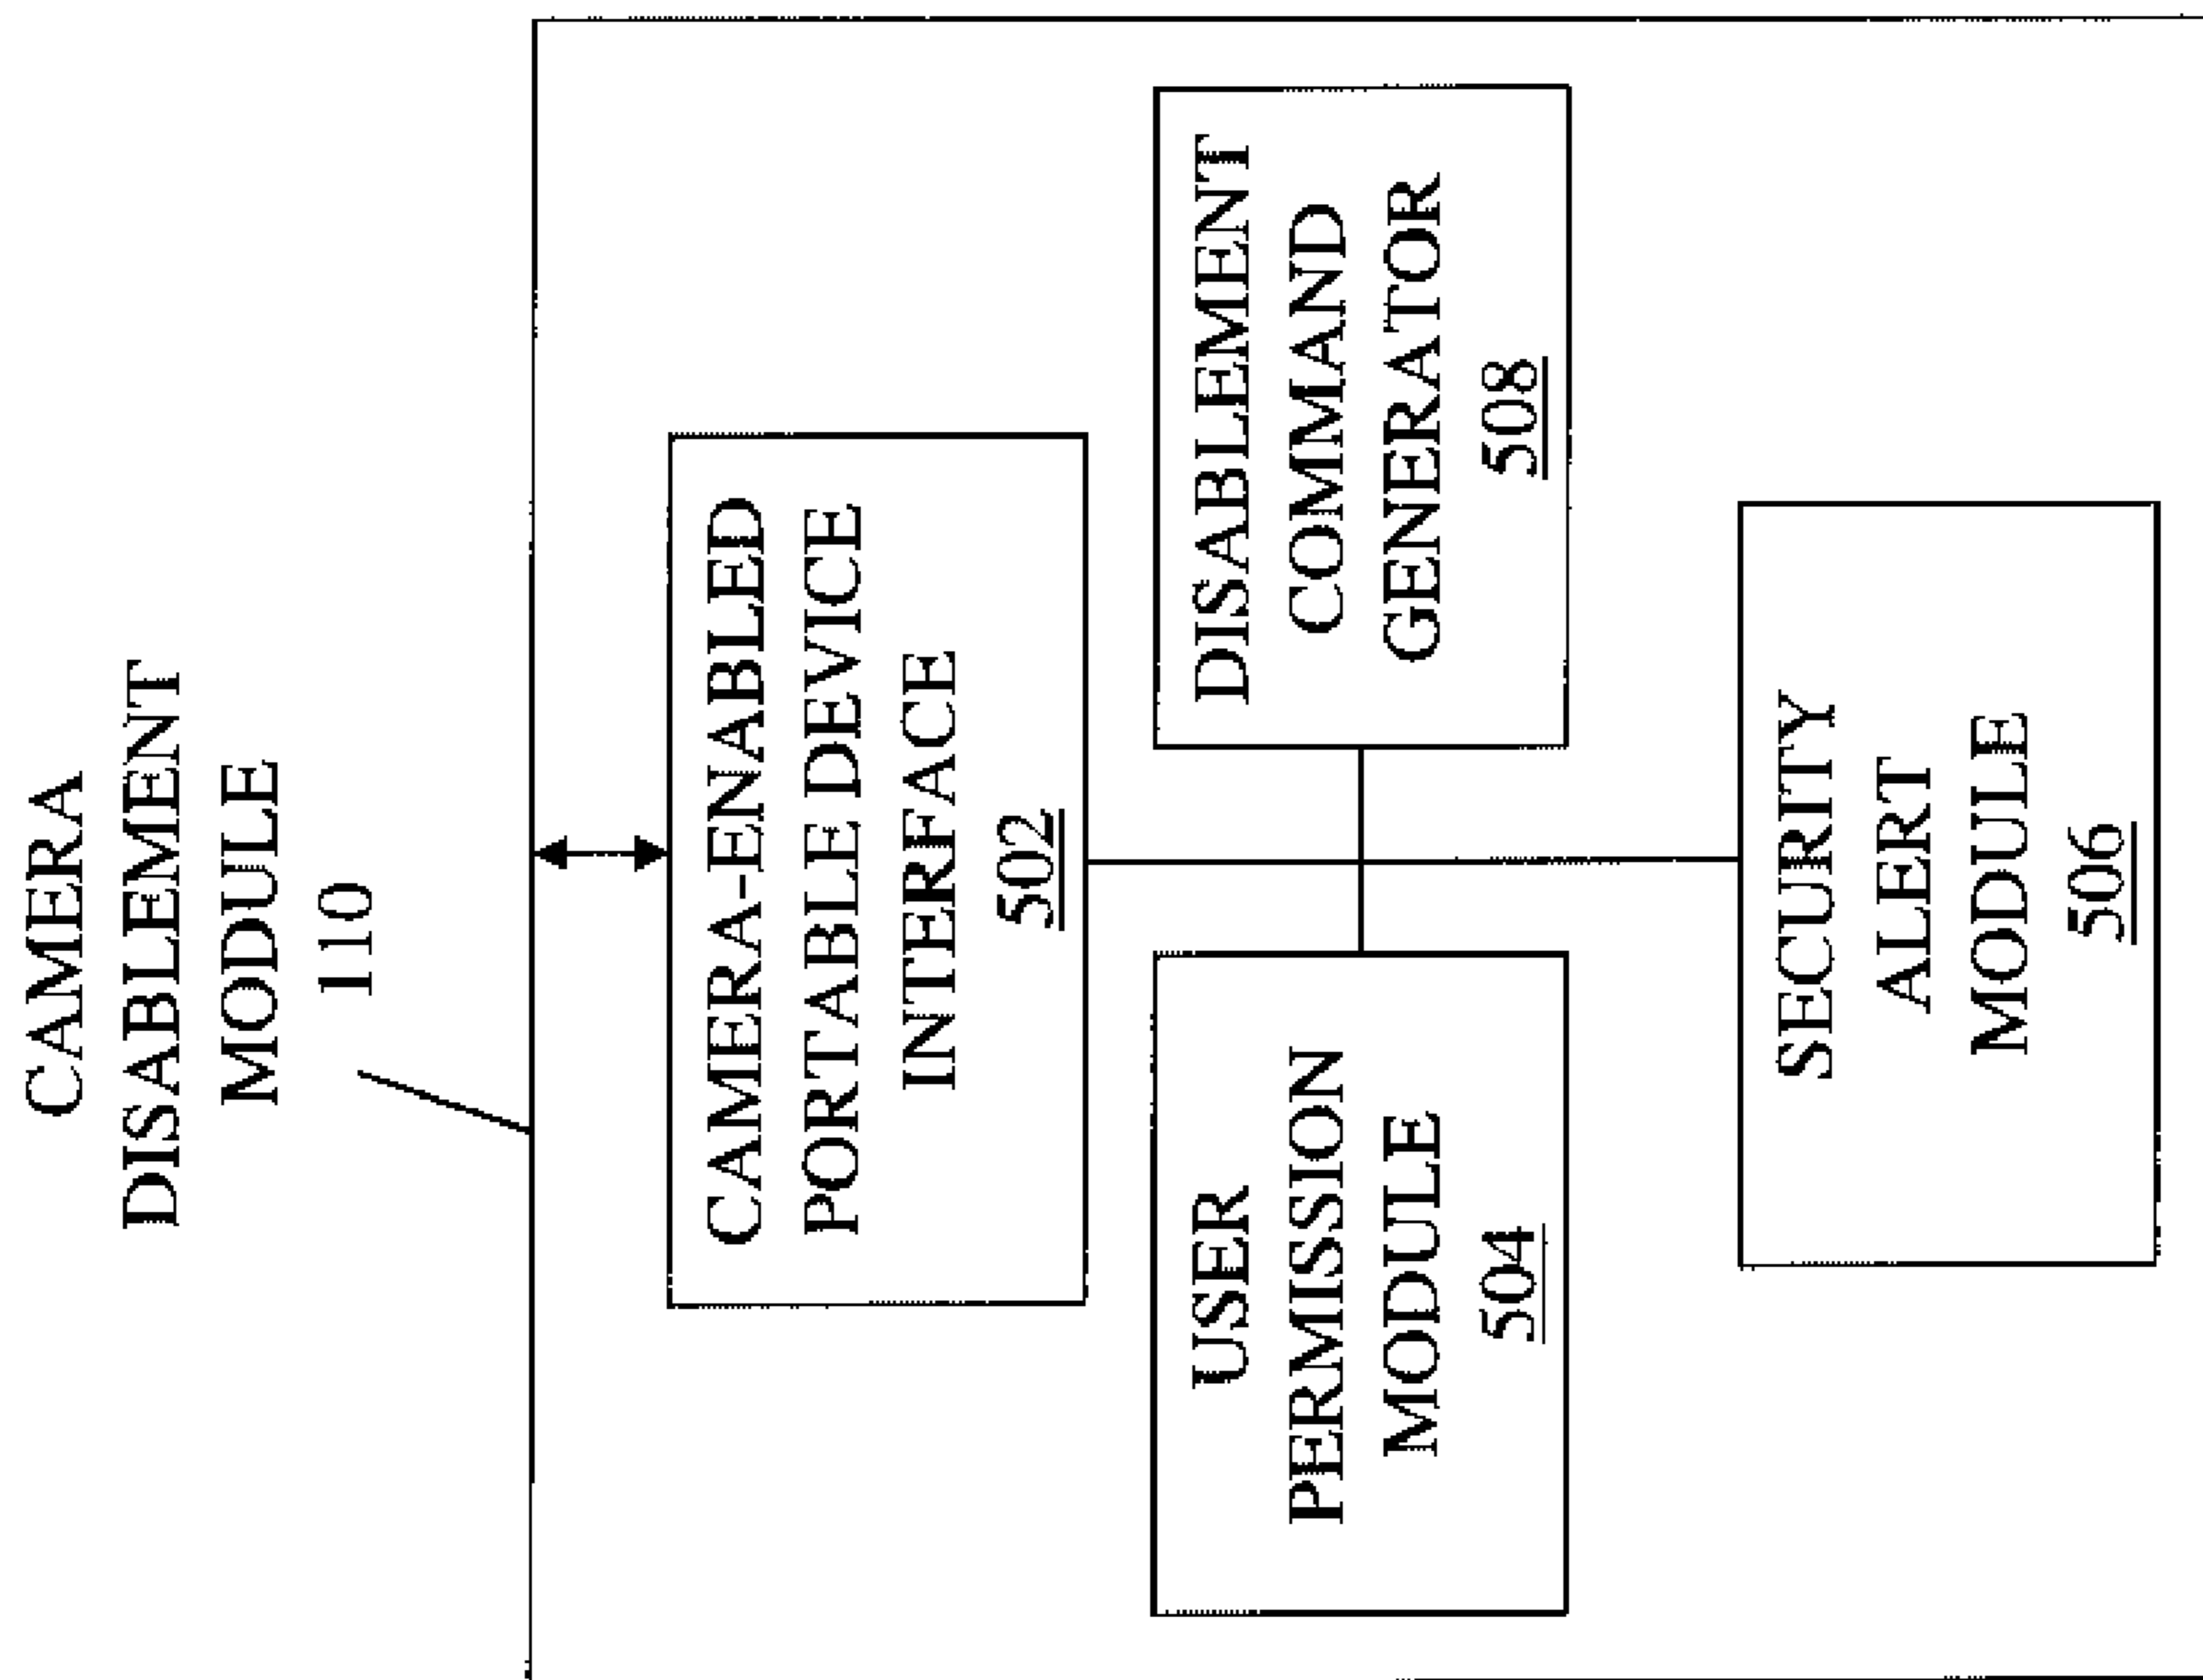 CAMERA
DISABLEMENT
MODULE
110
CAMERA-ENABLED
PORTABLE DEVICE
INTERFACE
502
USER
PERMISSION
MODULE
504
DISABLEMENT
COMMAND
GENERATOR
508
SECURITY
ALERT
MODULE
506